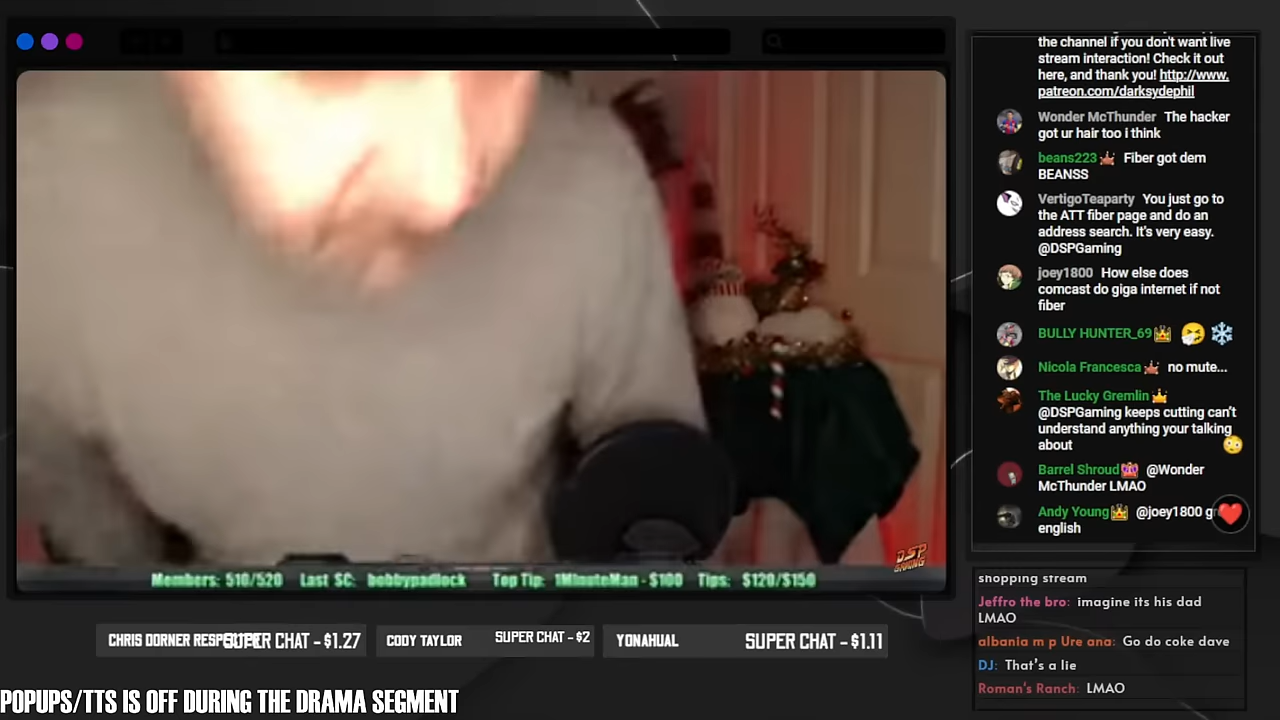 the channel if you don't want live
stream interaction! Check it out
here, and thank you! http://www.
patreon.com/darksydephil
Wonder McThunder The hacker
got ur hair too i think
beans223 Fiber got dem
BEANSS
VertigoTeaparty You just go to
the ATT fiber page and do an
address search. It's very easy.
@DSPGaming
joey1800 How else does
comcast do giga internet if not
fiber
BULLY HUNTER_69
Nicola Francesca no mute...
The Lucky Gremlin
@DSPGaming keeps cutting can't
understand anything your talking
about
Barrel Shroud @Wonder
McThunder LMAO
Andy Young @joey1800
english
DSP
GAMING
Members: 510/520 Last SC: bobbypadlock Top Tip: 1MinuteMan - $100 Tips: $120/$150
shopping stream
Jeffro the bro: imagine its his dad
LMAO
albania m p Ure ana: Go do coke dave
DJ: That's a lie
Roman's Ranch: LMAO
CHRIS DORNER SUPER CHAT - $1.27
CODY TAYLOR SUPER CHAT - $2
YONAHUAL SUPER CHAT - $1.11
POPUPS/TTS IS OFF DURING THE DRAMA SEGMENT